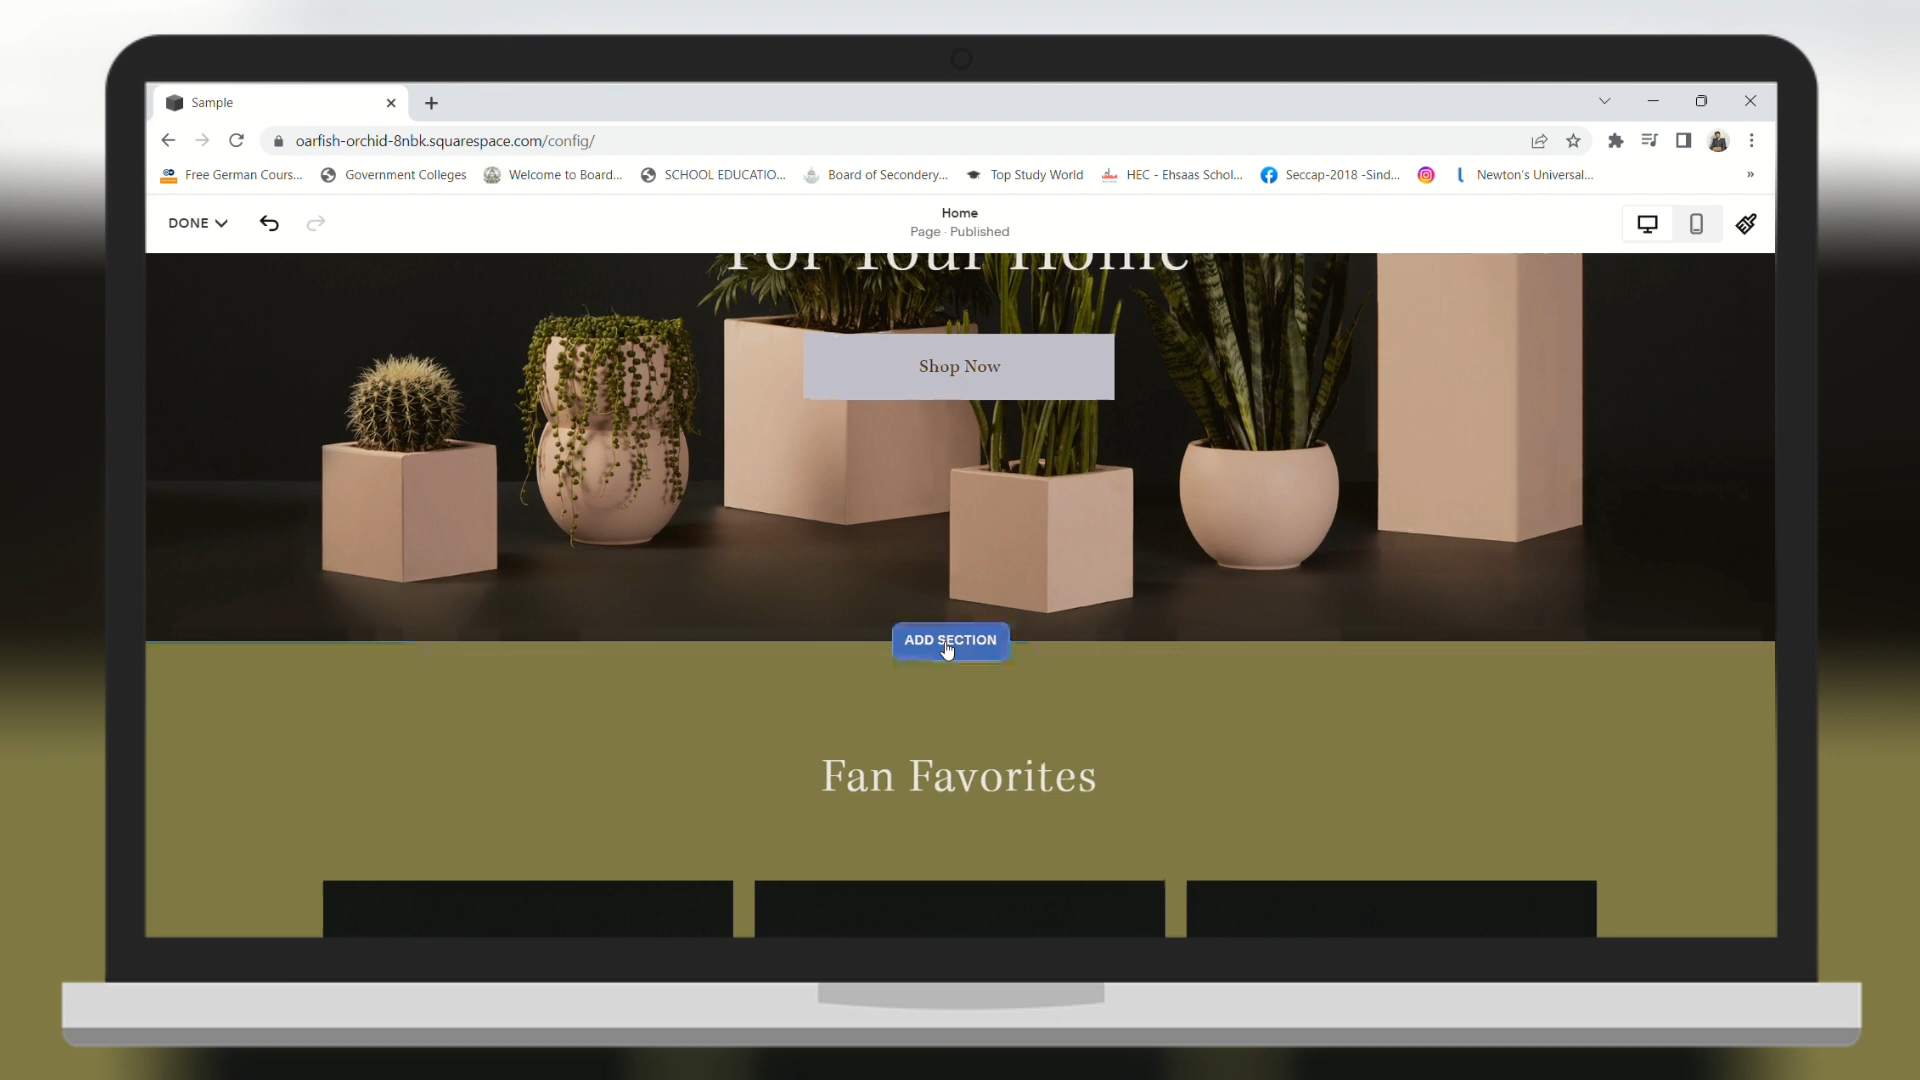 Sample
oarfish-orchid-8nbk.squarespace.com/config/
Free German Cours... Government Colleges Welcome to Board... SCHOOL EDUCATIO... Board of Secondery... Top Study World HEC - Ehsaas Schol... Seccap-2018 -Sind... Newton's Universal... »
DONE
Home
Page · Published
For Your Home
Shop Now
ADD SECTION
Fan Favorites